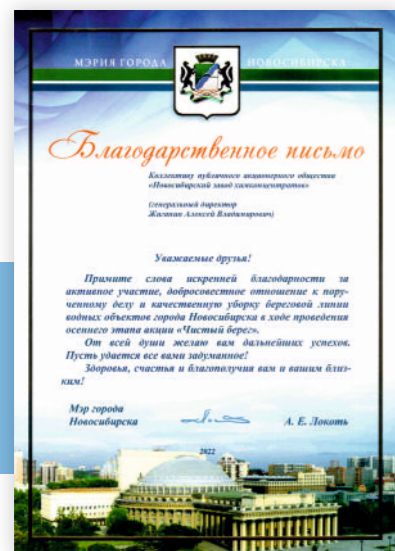 МЭРИЯ ГОРОДА НОВОСИБИРСКА
Благодарственное письмо
Коллективу публичного акционерного общества
«Новосибирский завод химконцентратов»
(генеральный директор
Жиганин Алексей Владимирович)
Уважаемые друзья!
Примите слова искренней благодарности за
активное участие, добросовестное отношение к пору-
ченному делу и качественную уборку береговой линии
водных объектов города Новосибирска в ходе проведения
осеннего этапа акции «Чистый берег».
От всей души желаю вам дальнейших успехов.
Пусть удается все вами задуманное!
Здоровья, счастья и благополучия вам и вашим близ-
ким!
Мэр города
Новосибирска А. Е. Локоть
2022